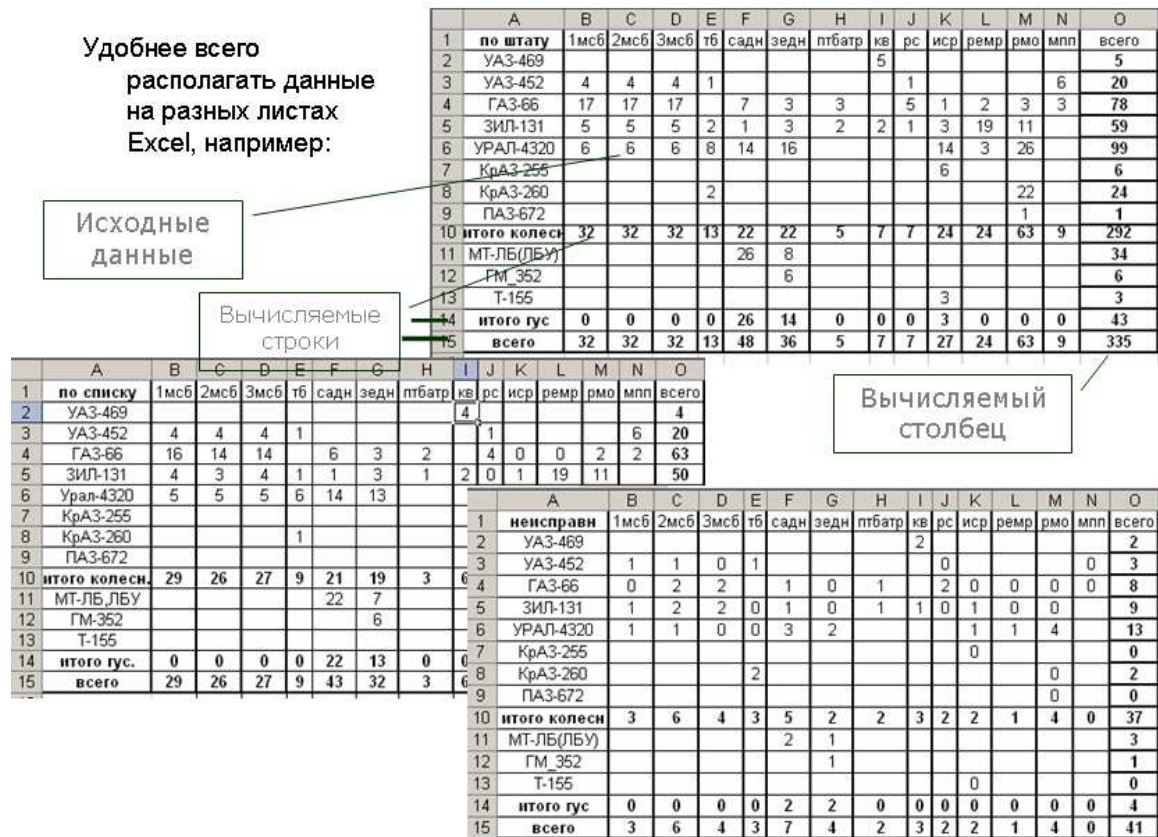 Удобнее всего
располагать данные
на разных листах
Excel, например:
A B C D E F G H I J K L M N O
1 по штату 1мсб 2мсб 3мсб тб садн зедн птбатр кв рс иср ремр рмо мпп всего
2 УАЗ-469 5 5
3 УАЗ-452 4 4 4 1 1 6 20
4 ГАЗ-66 17 17 17 7 3 3 5 1 2 3 3 78
5 ЗИЛ-131 5 5 5 2 1 3 2 2 1 3 19 11 59
6 УРАЛ-4320 6 6 6 8 14 16 14 3 26 99
7 КрАЗ-255 6 6
8 КрАЗ-260 2 22 24
9 ПАЗ-672 1 1
10 итого колесн 32 32 32 13 22 22 5 7 7 24 24 63 9 292
11 МТ-ЛБ(ЛБУ) 26 8 34
12 ГМ_352 6 6
13 Т-155 3 3
14 итого гус 0 0 0 0 26 14 0 0 0 3 0 0 0 43
15 всего 32 32 32 13 48 36 5 7 7 27 24 63 9 335
Исходные
данные
Вычисляемые
строки
Вычисляемый
столбец
A B C D E F G H I J K L M N O
1 по списку 1мсб 2мсб 3мсб тб садн зедн птбатр кв рс иср ремр рмо мпп всего
2 УАЗ-469 4 4
3 УАЗ-452 4 4 4 1 1 6 20
4 ГАЗ-66 16 14 14 6 3 2 4 0 0 2 2 63
5 ЗИЛ-131 4 3 4 1 1 3 1 2 0 1 19 11 50
6 Урал-4320 5 5 5 6 14 13
7 КрАЗ-255
8 КрАЗ-260 1
9 ПАЗ-672
10 итого колесн. 29 26 27 9 21 19 3 6
11 МТ-ЛБ,ЛБУ 22 7
12 ГМ-352 6
13 Т-155
14 итого гус. 0 0 0 0 22 13 0 0
15 всего 29 26 27 9 43 32 3 6
A B C D E F G H I J K L M N O
1 неисправн 1мсб 2мсб 3мсб тб садн зедн птбатр кв рс иср ремр рмо мпп всего
2 УАЗ-469 2 2
3 УАЗ-452 1 1 0 1 0 0 3
4 ГАЗ-66 0 2 2 1 0 1 2 0 0 0 0 8
5 ЗИЛ-131 1 2 2 0 1 0 1 1 0 1 0 0 9
6 УРАЛ-4320 1 1 0 0 3 2 1 1 4 13
7 КрАЗ-255 0 0
8 КрАЗ-260 2 0 2
9 ПАЗ-672 0 0
10 итого колесн 3 6 4 3 5 2 2 3 2 2 1 4 0 37
11 МТ-ЛБ(ЛБУ) 2 1 3
12 ГМ_352 1 1
13 Т-155 0 0
14 итого гус 0 0 0 0 2 2 0 0 0 0 0 0 0 4
15 всего 3 6 4 3 7 4 2 3 2 2 1 4 0 41